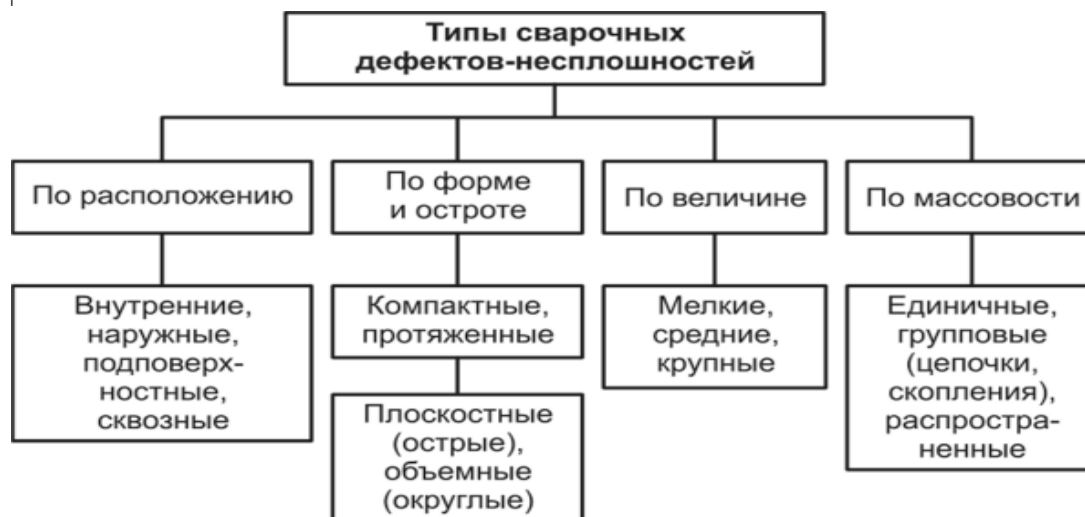 Типы сварочных
дефектов-несплошностей
По расположению
По форме
и остроте
По величине
По массовости
Внутренние,
наружные,
подповерх-
ностные,
сквозные
Компактные,
протяженные
Плоскостные
(острые),
объемные
(округлые)
Мелкие,
средние,
крупные
Единичные,
групповые
(цепочки,
скопления),
распростра-
ненные